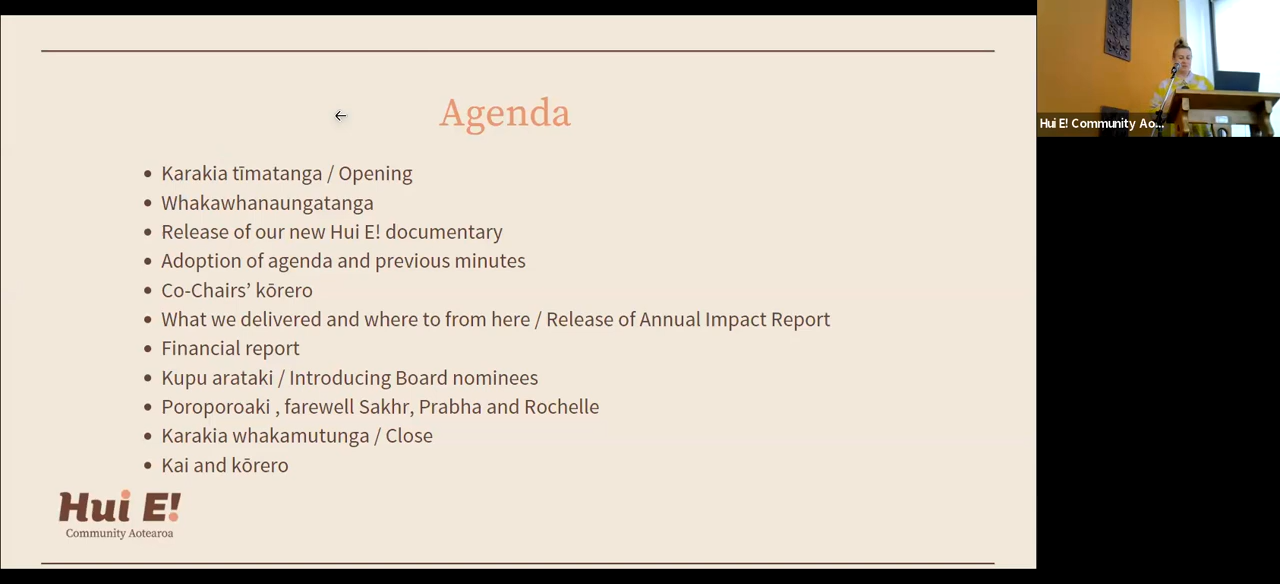 Agenda
Karakia tīmatanga / Opening
Whakawhanaungatanga
Release of our new Hui E! documentary
Adoption of agenda and previous minutes
Co-Chairs’ kōrero
What we delivered and where to from here / Release of Annual Impact Report
Financial report
Kupu arataki / Introducing Board nominees
Poroporoaki , farewell Sakhr, Prabha and Rochelle
Karakia whakamutunga / Close
Kai and kōrero
Hui E!
Community Aotearoa
Hui E! Community Ao...